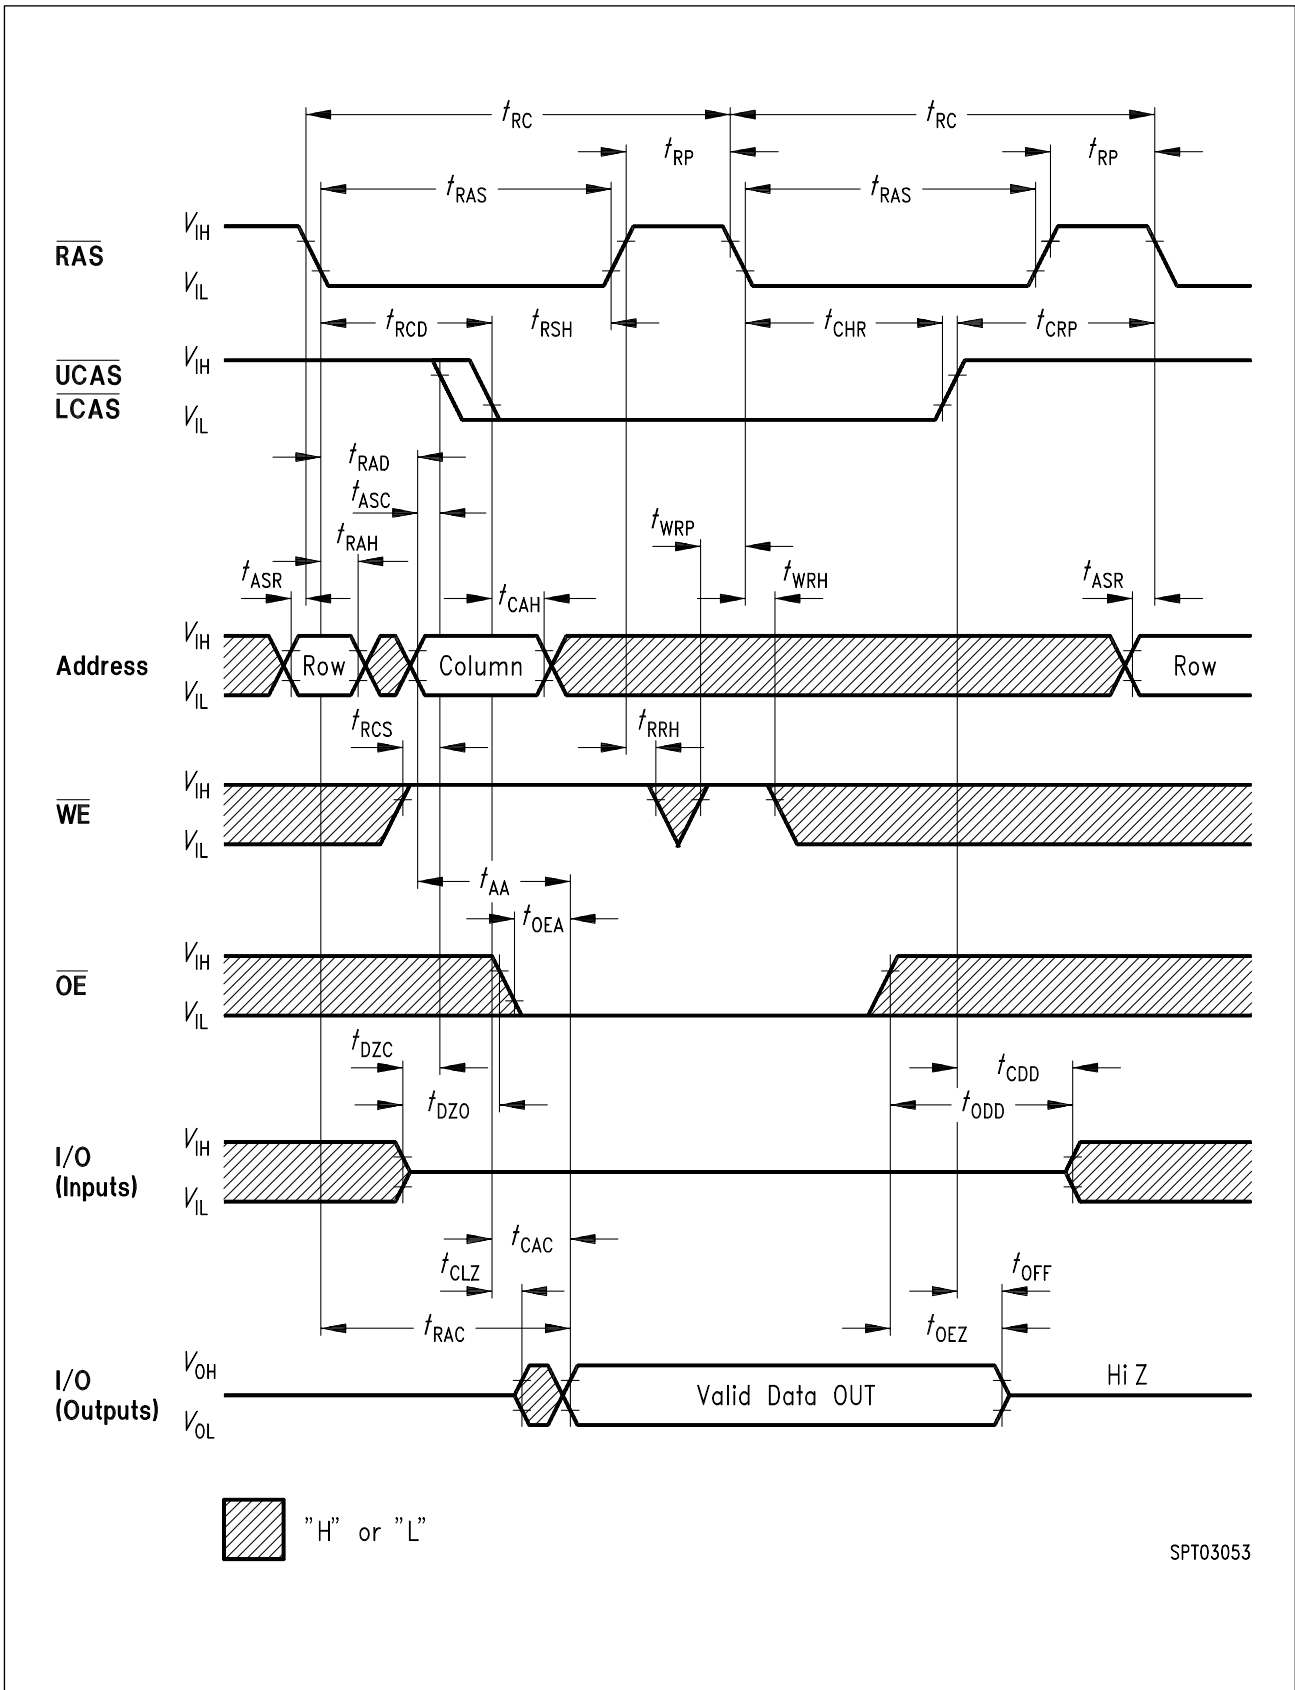 tRC tRC
tRP tRP
tRAS tRAS
RAS VIH
VIL
tRCD tRSH tCHR tCRP
UCAS VIH
LCAS VIL
tRAD
tASC
tWRP
tRAH
tASR tCAH tWRH tASR
VIH
Address Row Column Row
VIL
tRCS tRRH
VIH
WE
VIL
tAA
tOEA
VIH
OE
VIL
tDZC tCDD
tDZO tODD
VIH
I/O
(Inputs)
VIL
tCAC
tCLZ tOFF
tRAC tOEZ
VOH Hi Z
I/O Valid Data OUT
(Outputs)
VOL
"H" or "L"
SPT03053